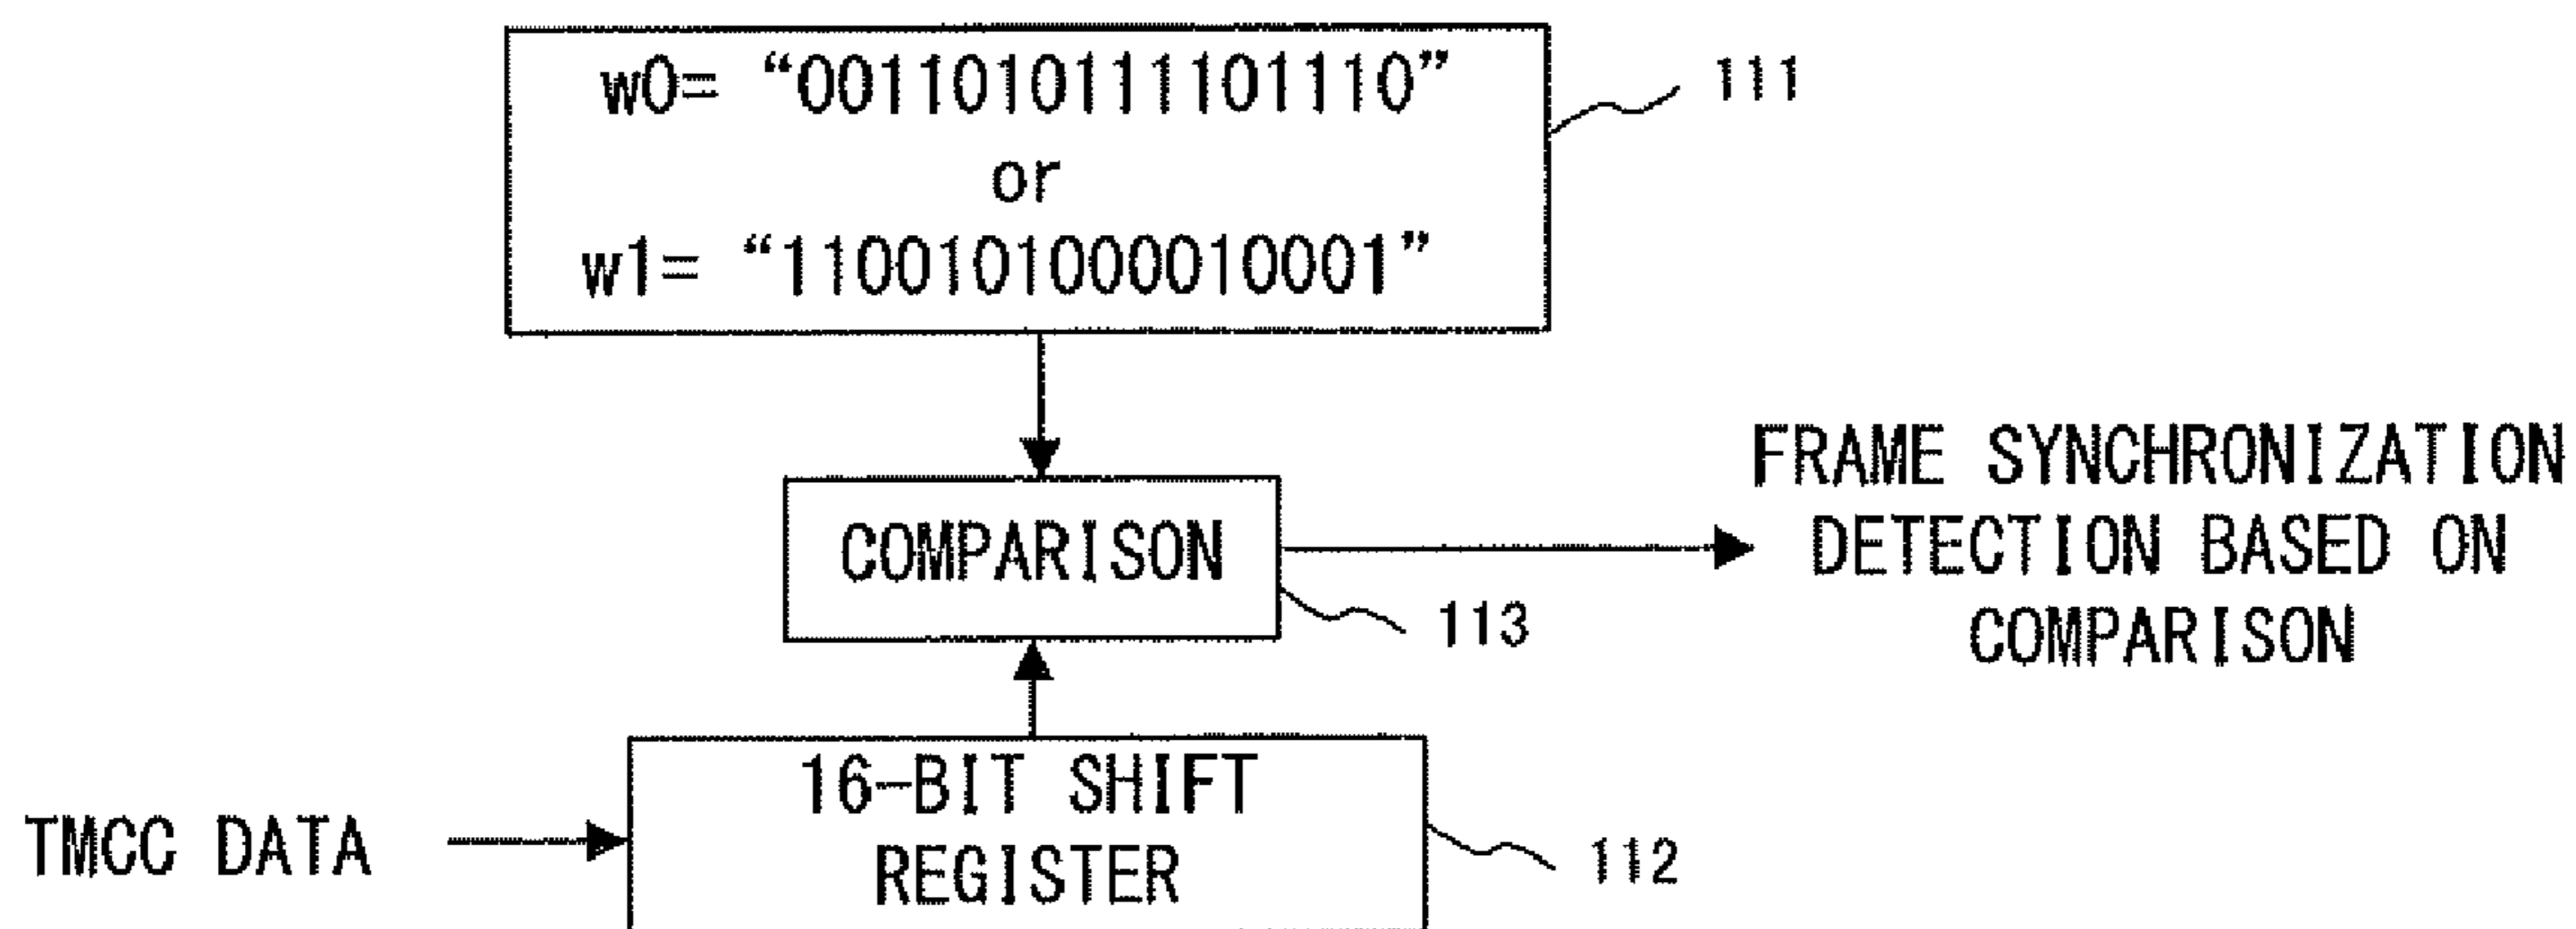 w0= “0011010111101110” 111
or
w1= “1100101000010001”
COMPARISON 113
FRAME SYNCHRONIZATION
DETECTION BASED ON
COMPARISON
TMCC DATA
16-BIT SHIFT
REGISTER
112